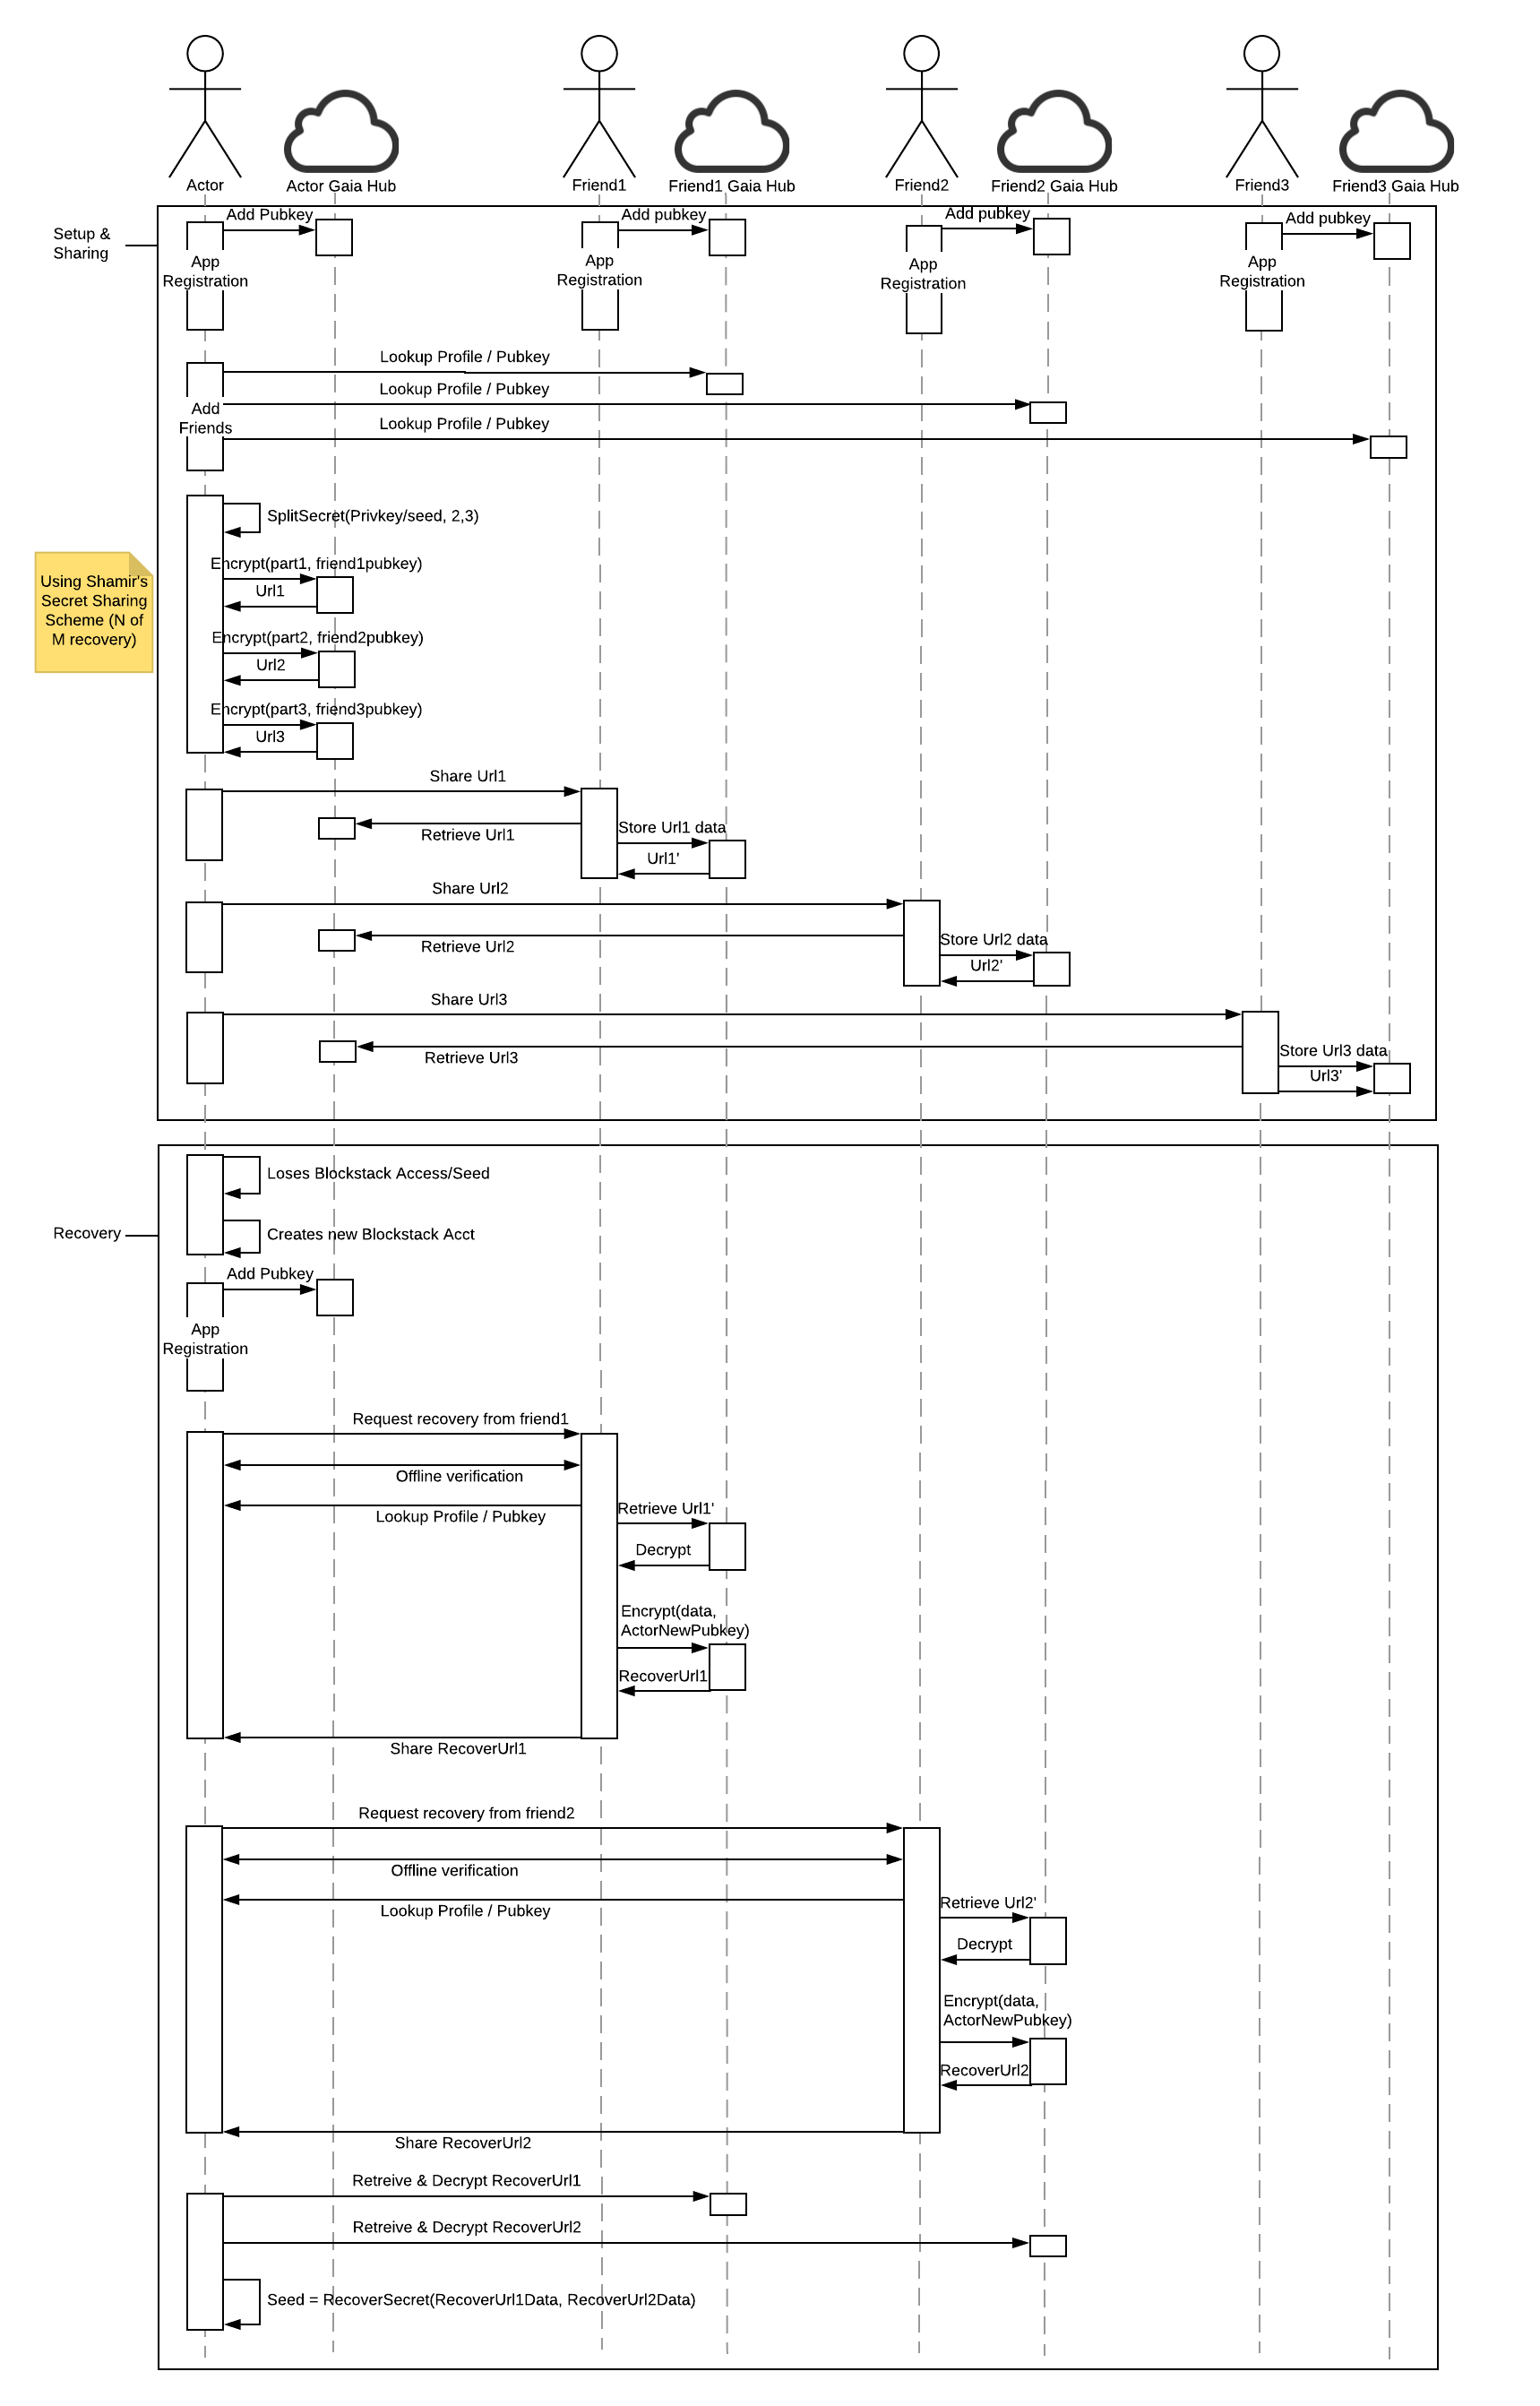 Actor
Actor Gaia Hub
Friend1
Friend1 Gaia Hub
Friend2
Friend2 Gaia Hub
Friend3
Friend3 Gaia Hub
Setup &
Sharing
Add Pubkey
Add pubkey
Add pubkey
Add pubkey
App
Registration
App
Registration
App
Registration
App
Registration
Lookup Profile / Pubkey
Lookup Profile / Pubkey
Lookup Profile / Pubkey
Add
Friends
SplitSecret(Privkey/seed, 2,3)
Using Shamir's
Secret Sharing
Scheme (N of
M recovery)
Encrypt(part1, friend1pubkey)
Url1
Encrypt(part2, friend2pubkey)
Url2
Encrypt(part3, friend3pubkey)
Url3
Share Url1
Retrieve Url1
Store Url1 data
Url1'
Share Url2
Retrieve Url2
Store Url2 data
Url2'
Share Url3
Retrieve Url3
Store Url3 data
Url3'
Recovery
Loses Blockstack Access/Seed
Creates new Blockstack Acct
Add Pubkey
App
Registration
Request recovery from friend1
Offline verification
Lookup Profile / Pubkey
Retrieve Url1'
Decrypt
Encrypt(data,
ActorNewPubkey)
RecoverUrl1
Share RecoverUrl1
Request recovery from friend2
Offline verification
Lookup Profile / Pubkey
Retrieve Url2'
Decrypt
Encrypt(data,
ActorNewPubkey)
RecoverUrl2
Share RecoverUrl2
Retreive & Decrypt RecoverUrl1
Retreive & Decrypt RecoverUrl2
Seed = RecoverSecret(RecoverUrl1Data, RecoverUrl2Data)